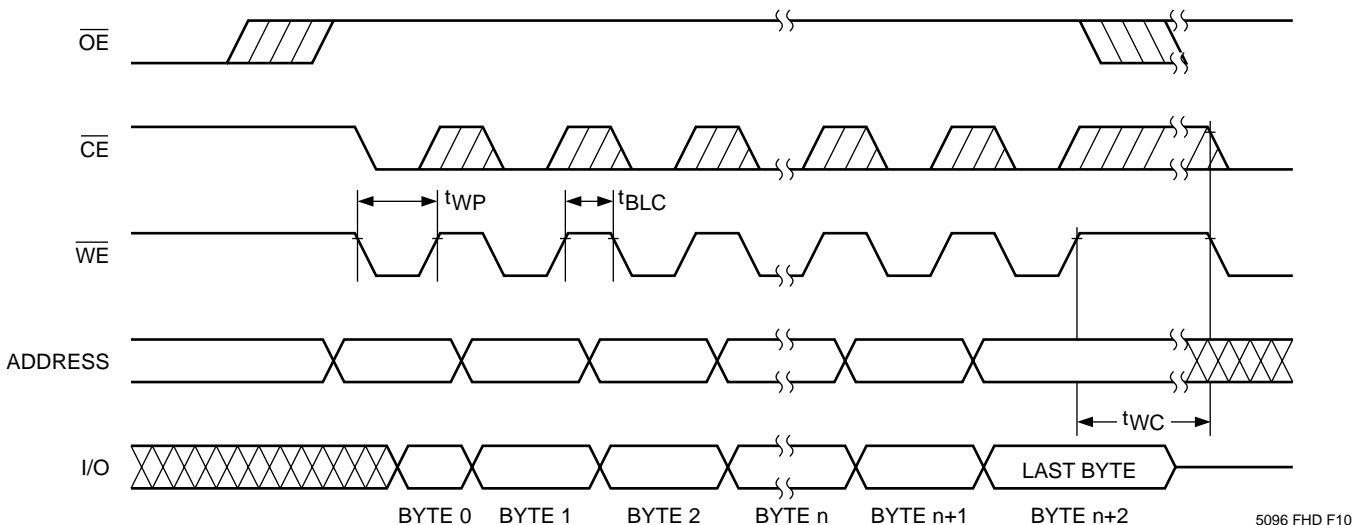 OE
CE
tWP
tBLC
WE
ADDRESS
tWC
I/O
LAST BYTE
BYTE 0 BYTE 1 BYTE 2 BYTE n BYTE n+1 BYTE n+2
5096 FHD F10